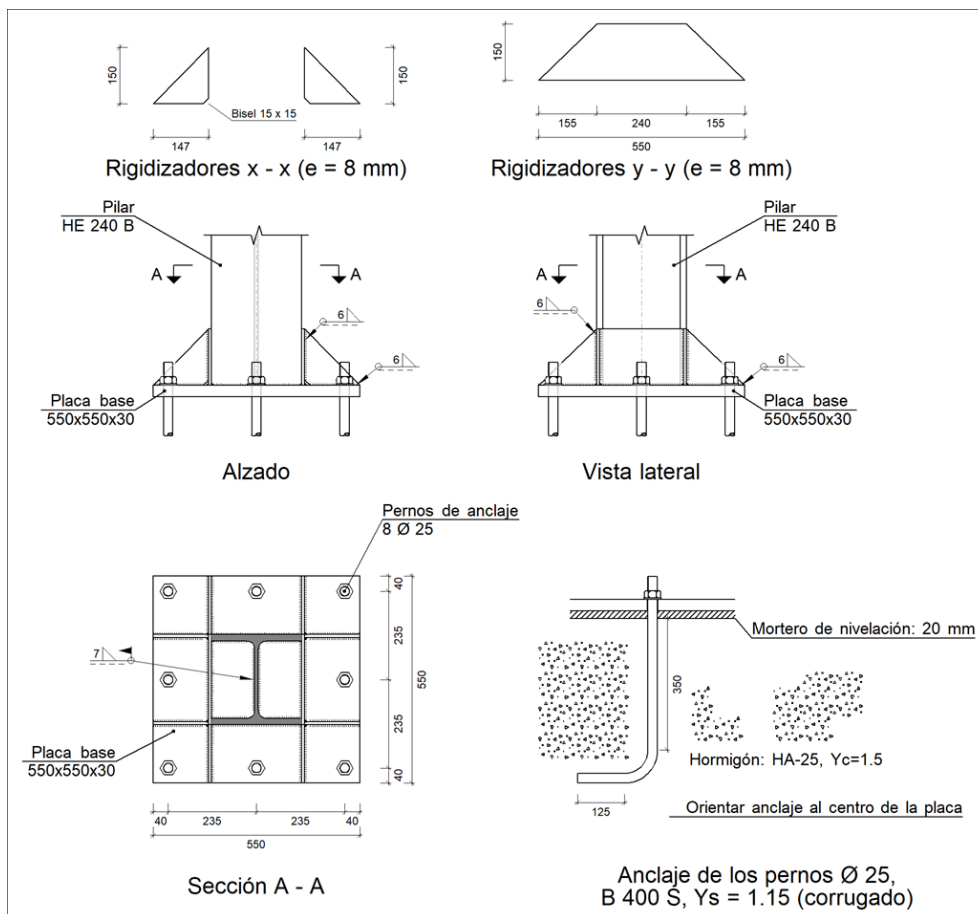 150
150
Bisel 15 x 15
147
147
Rigidizadores x - x (e = 8 mm)
150
155
240
155
550
Rigidizadores y - y (e = 8 mm)
Pilar
HE 240 B
A
A
6
6
Placa base
550x550x30
Alzado
Pilar
HE 240 B
A
A
6
6
Placa base
550x550x30
Vista lateral
Pernos de anclaje
8 Ø 25
40
235
550
235
40
7
Placa base
550x550x30
40
235
235
40
550
Sección A - A
Mortero de nivelación: 20 mm
350
Hormigón: HA-25, Yc=1.5
125
Orientar anclaje al centro de la placa
Anclaje de los pernos Ø 25,
B 400 S, Ys = 1.15 (corrugado)